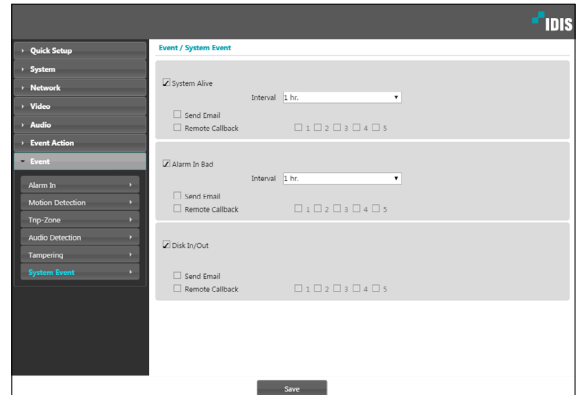 IDIS
Quick Setup
System
Network
Video
Audio
Event Action
Event
Alarm In
Motion Detection
Trip-Zone
Audio Detection
Tampering
System Event
Event / System Event
System Alive
Interval 1 hr.
Send Email
Remote Callback 1 2 3 4 5
Alarm In Bad
Interval 1 hr.
Send Email
Remote Callback 1 2 3 4 5
Disk In/Out
Send Email
Remote Callback 1 2 3 4 5
Save